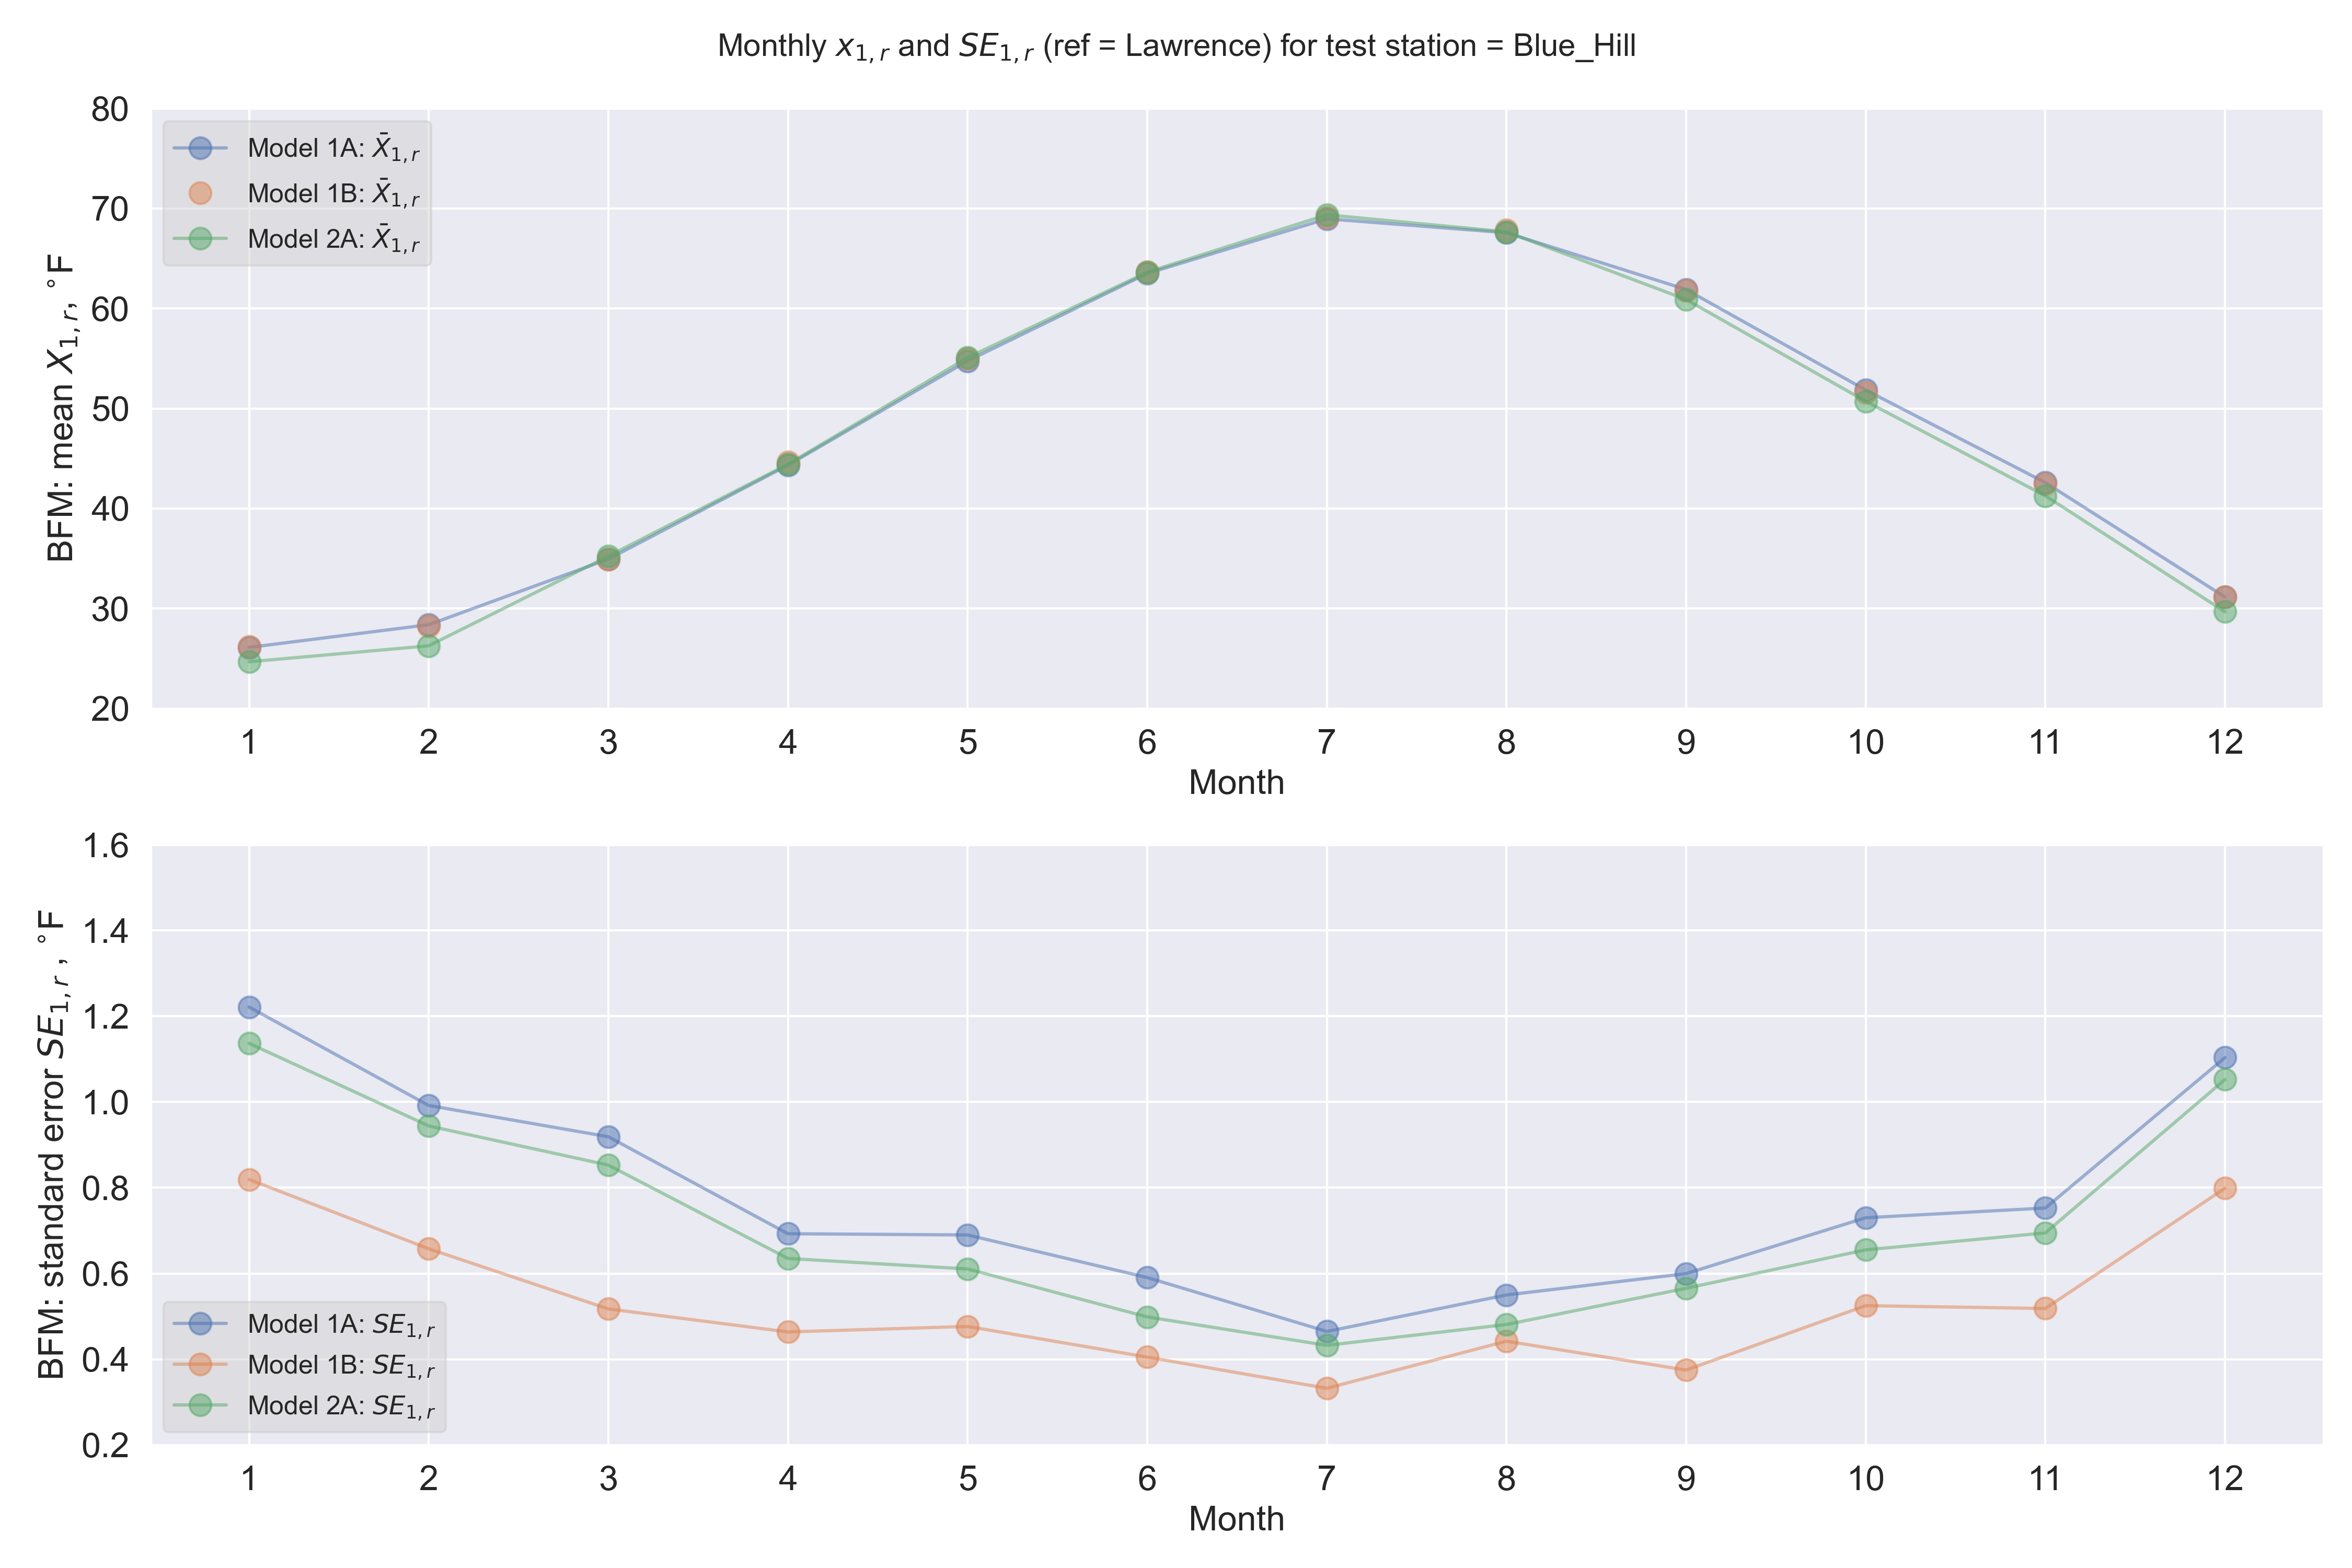 Monthly x₁,ᵣ and SE₁,ᵣ (ref = Lawrence) for test station = Blue_Hill
BFM: mean X₁,ᵣ, °F
80
70
60
50
40
30
20
Model 1A: X̄₁,ᵣ
Model 1B: X̄₁,ᵣ
Model 2A: X̄₁,ᵣ
1 2 3 4 5 6 7 8 9 10 11 12
Month
BFM: standard error SE₁,ᵣ , °F
1.6
1.4
1.2
1.0
0.8
0.6
0.4
0.2
Model 1A: SE₁,ᵣ
Model 1B: SE₁,ᵣ
Model 2A: SE₁,ᵣ
1 2 3 4 5 6 7 8 9 10 11 12
Month